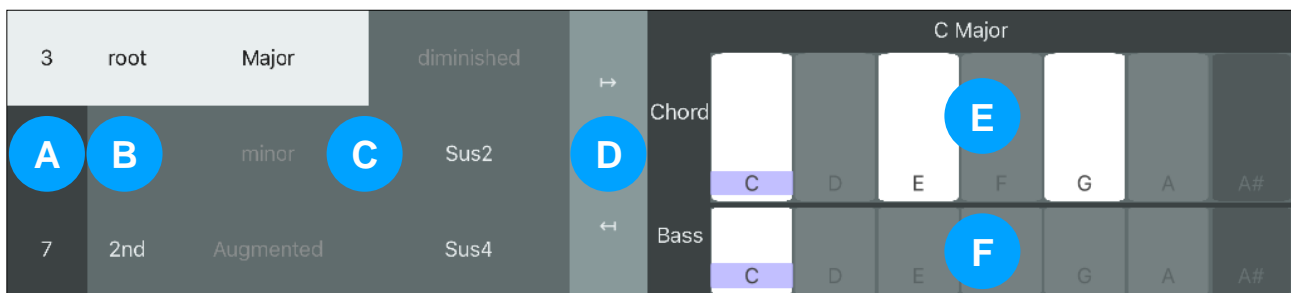 C Major
3 root Major diminished
Chord
A B minor C Sus2 D E
C D E F G A A#
7 2nd Augmented Sus4 Bass F
C D E G A A#